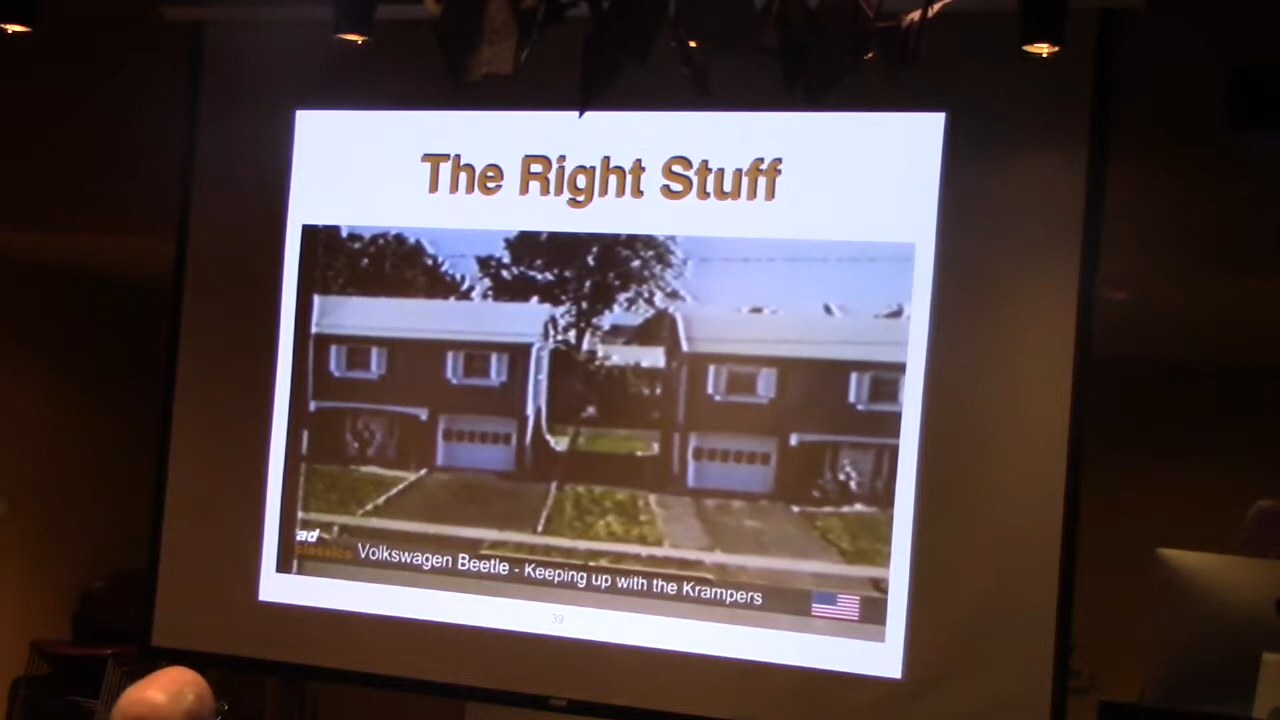 The Right Stuff
ad
classics
Volkswagen Beetle - Keeping up with the Krampers
39